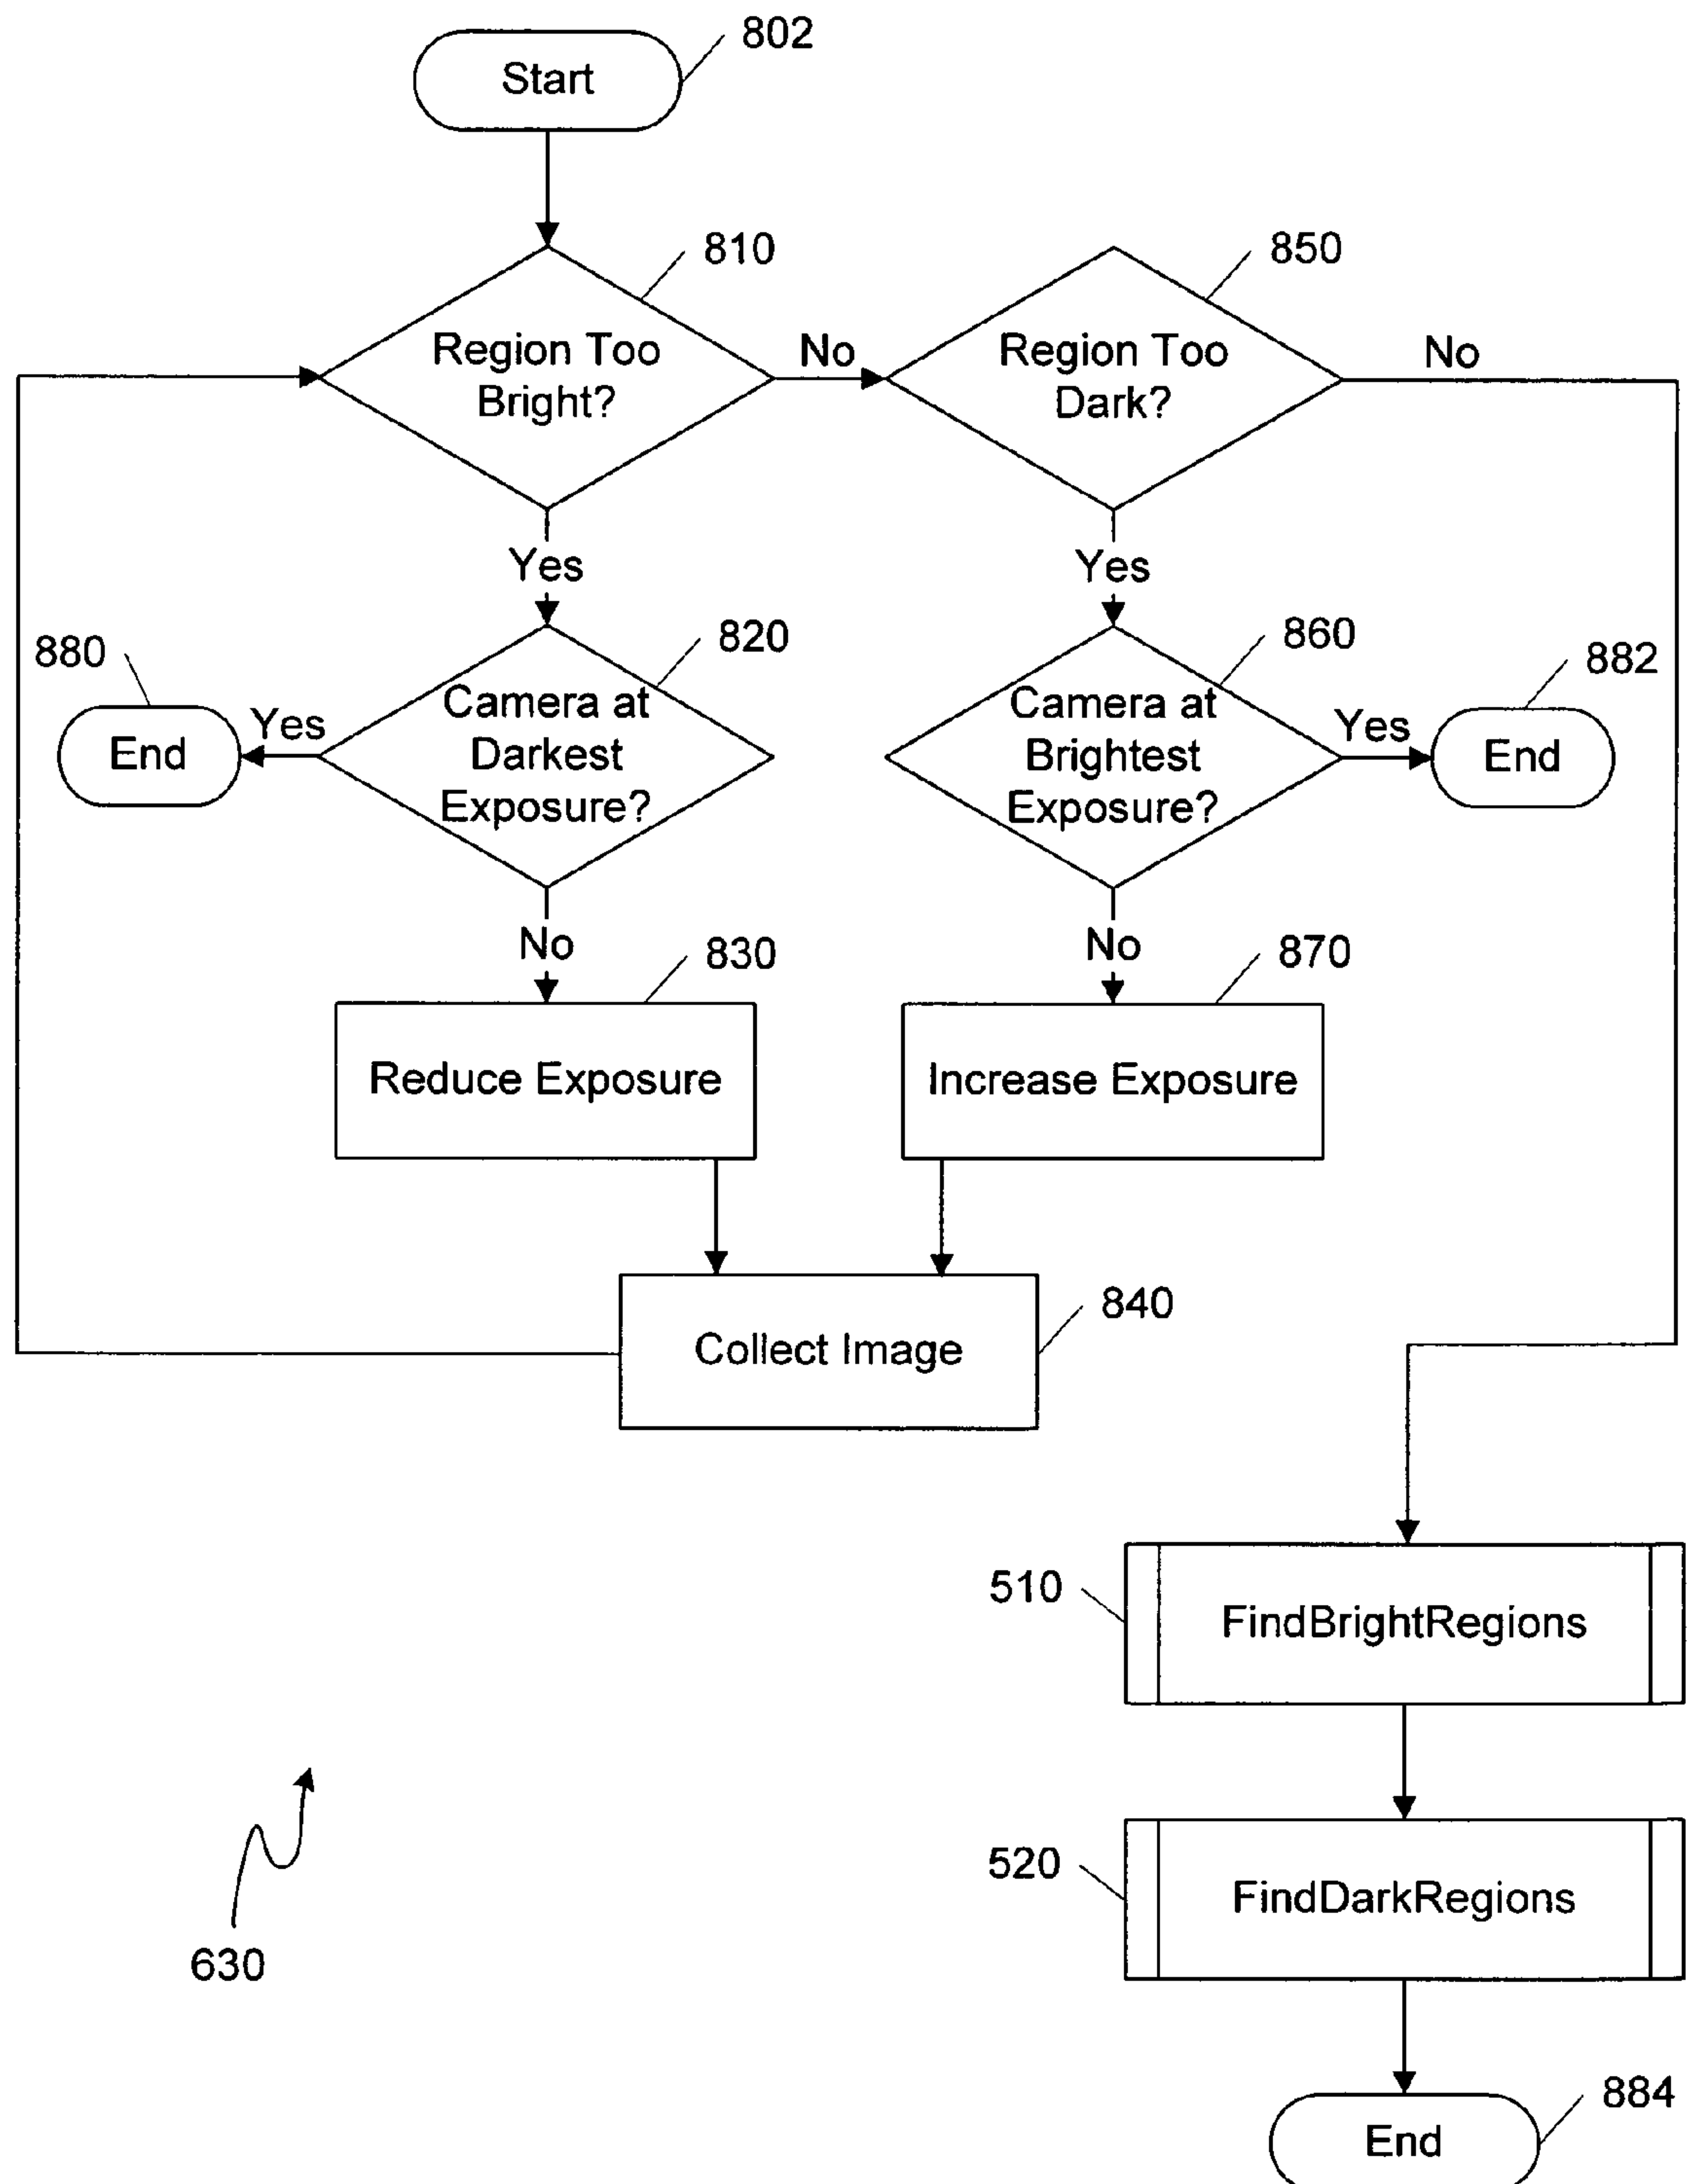 802
Start
810
850
Region Too
Bright?
No
Region Too
Dark?
No
Yes
Yes
880
820
860
882
End
Yes
Camera at
Darkest
Exposure?
Camera at
Brightest
Exposure?
Yes
End
No
830
No
870
Reduce Exposure
Increase Exposure
840
Collect Image
510
FindBrightRegions
520
FindDarkRegions
630
884
End